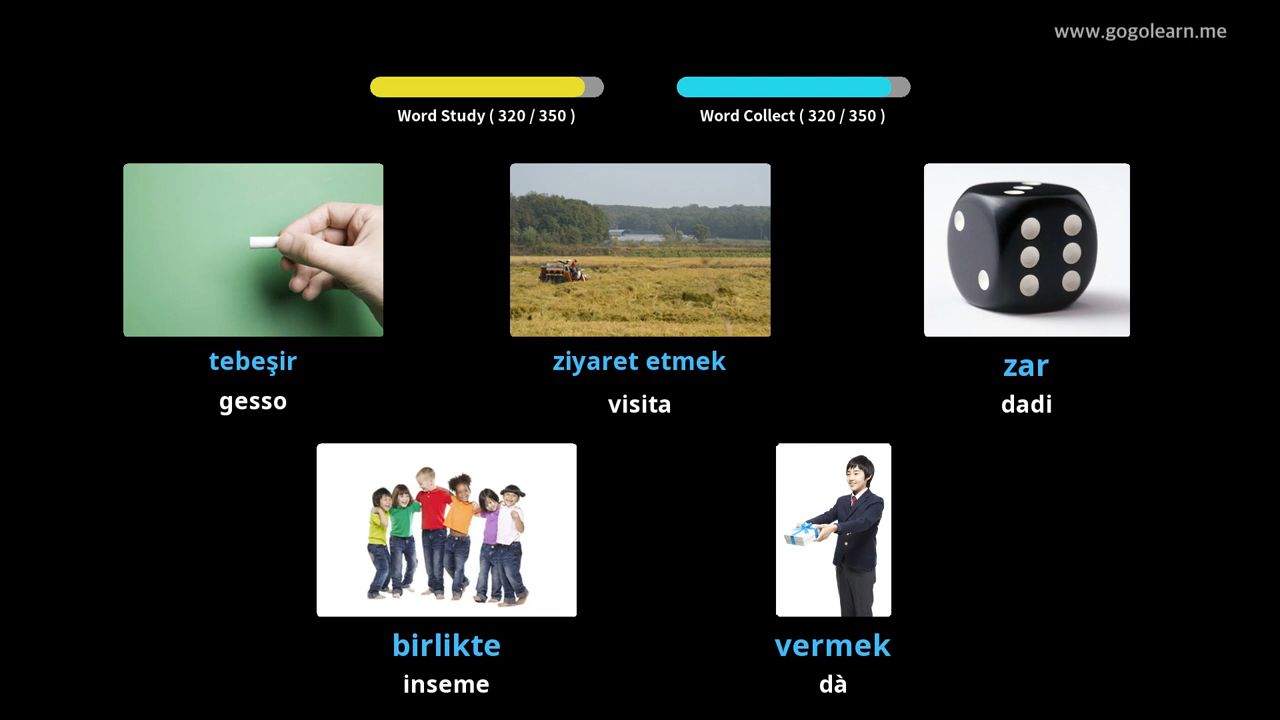 www.gogolearn.me
Word Study ( 320 / 350 )
Word Collect ( 320 / 350 )
tebeşir
gesso
ziyaret etmek
visita
zar
dadi
birlikte
inseme
vermek
dà